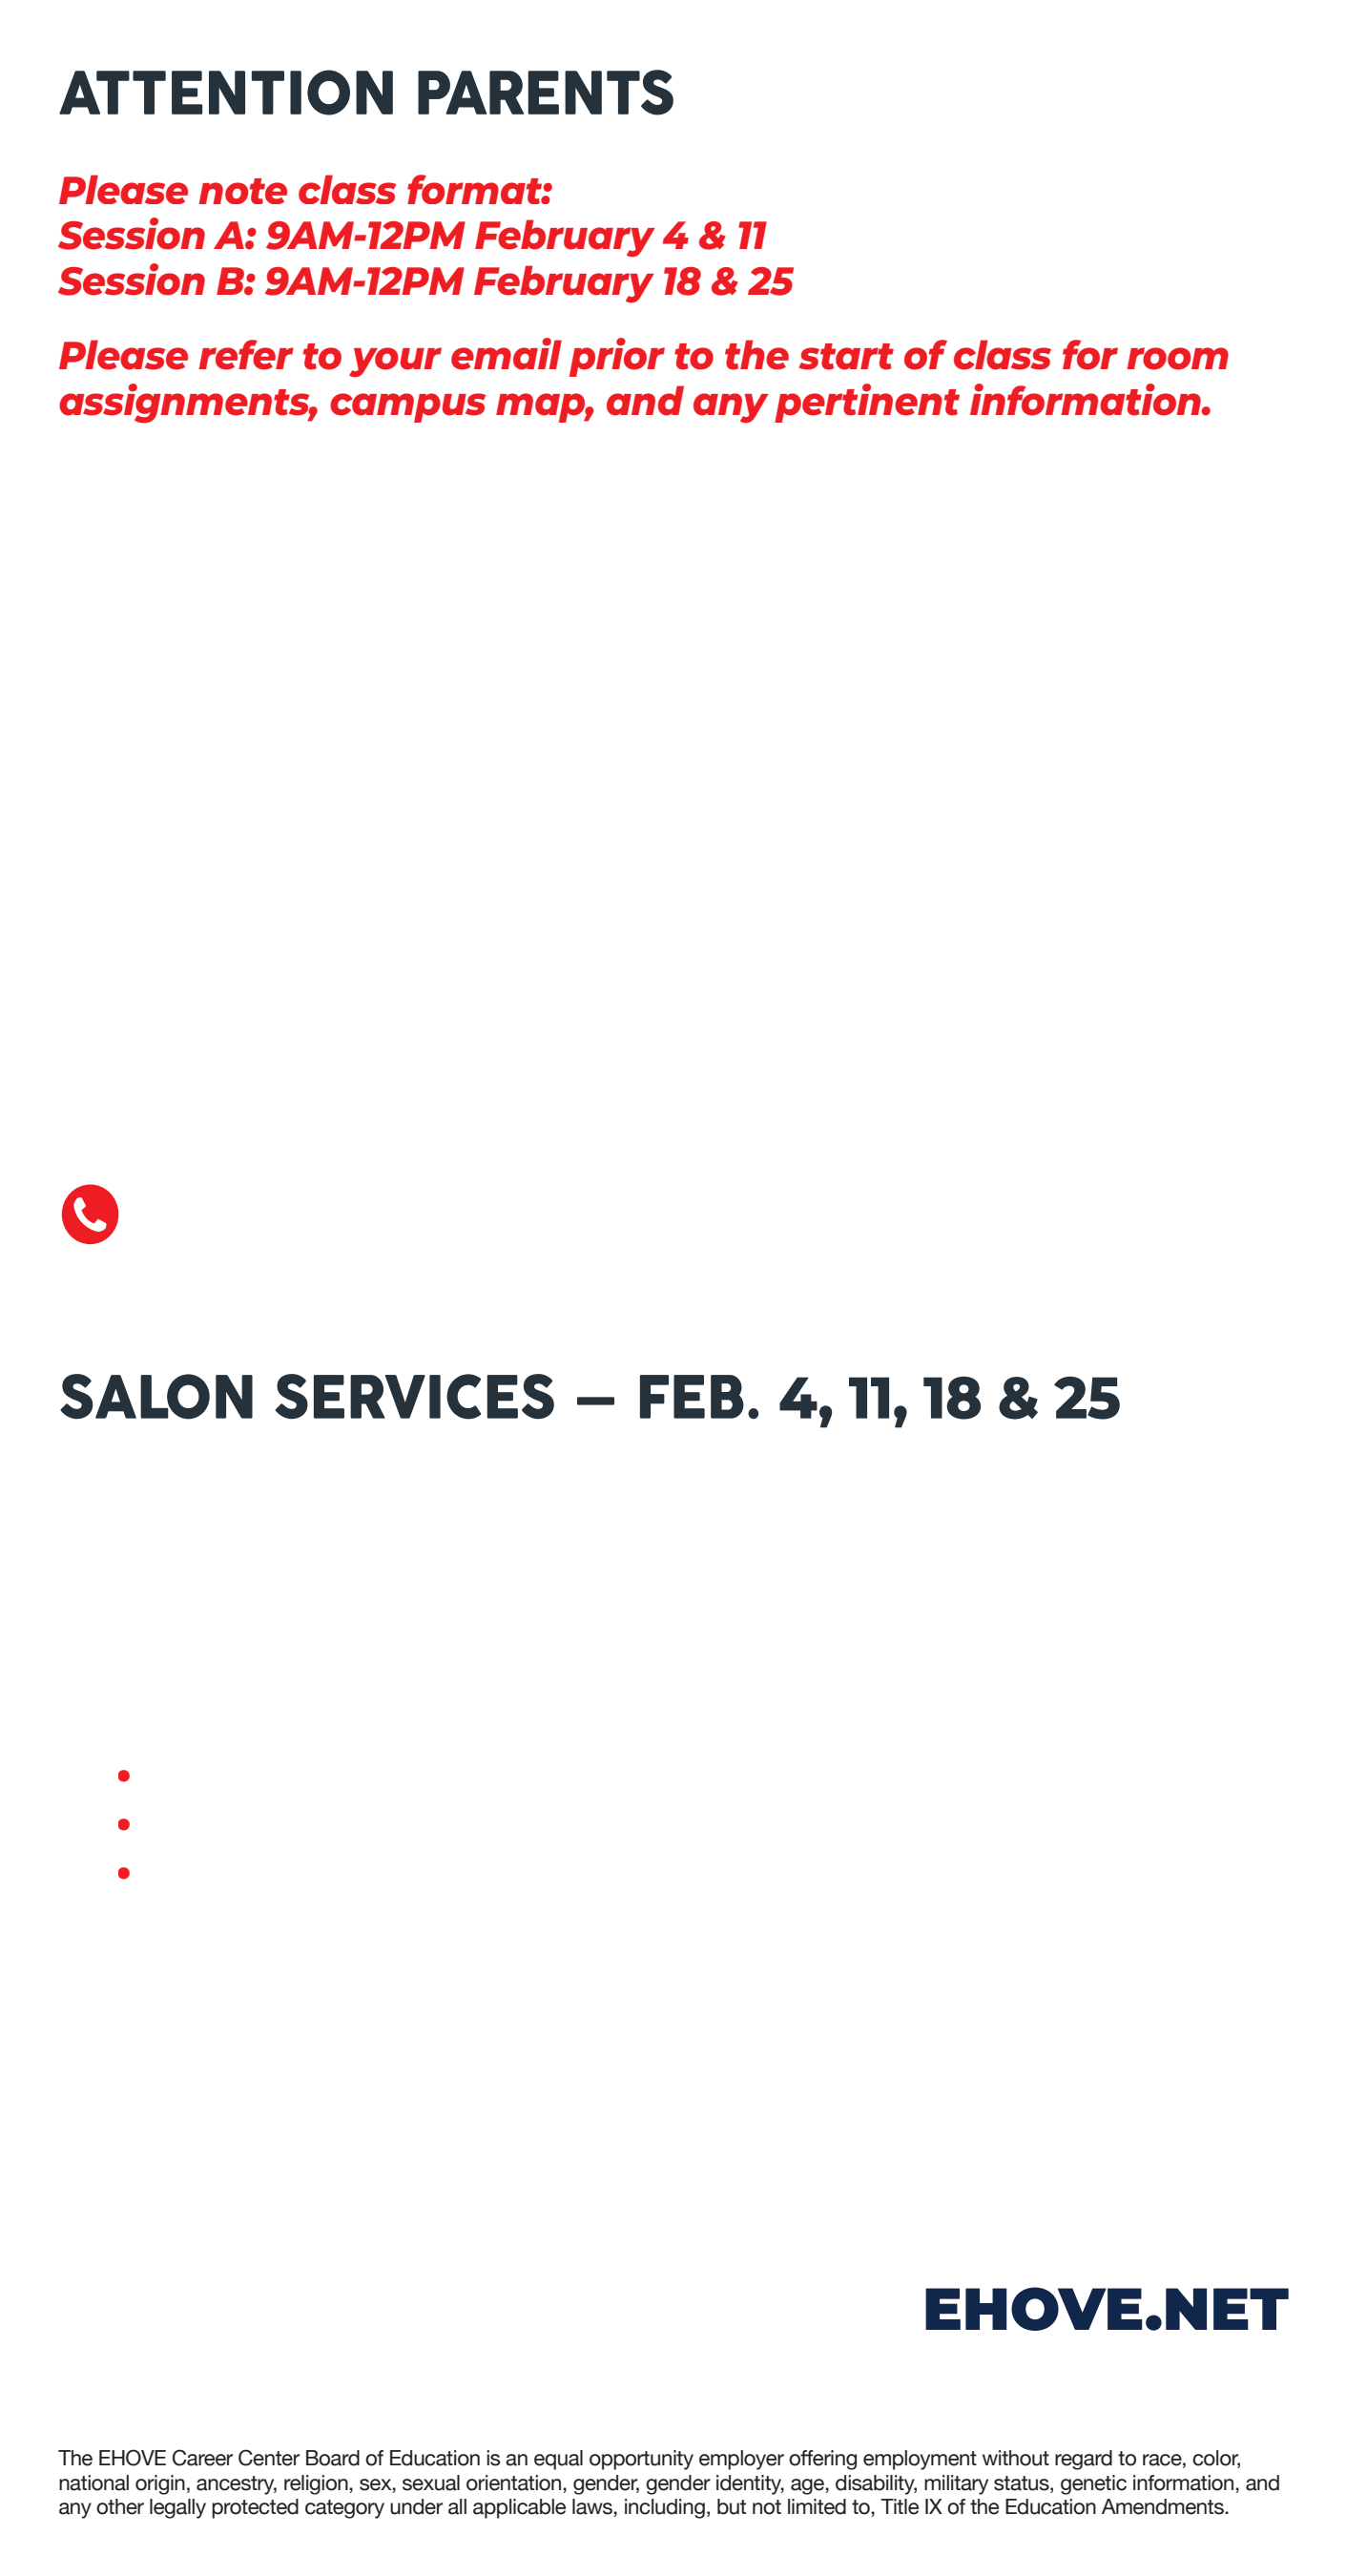 ATTENTION PARENTS
Please note class format:
Session A: 9AM-12PM February 4 & 11
Session B: 9AM-12PM February 18 & 25
Please refer to your email prior to the start of class for room
assignments, campus map, and any pertinent information.
SALON SERVICES – FEB. 4, 11, 18 & 25
•
•
•
EHOVE.NET
The EHOVE Career Center Board of Education is an equal opportunity employer offering employment without regard to race, color,
national origin, ancestry, religion, sex, sexual orientation, gender, gender identity, age, disability, military status, genetic information, and
any other legally protected category under all applicable laws, including, but not limited to, Title IX of the Education Amendments.